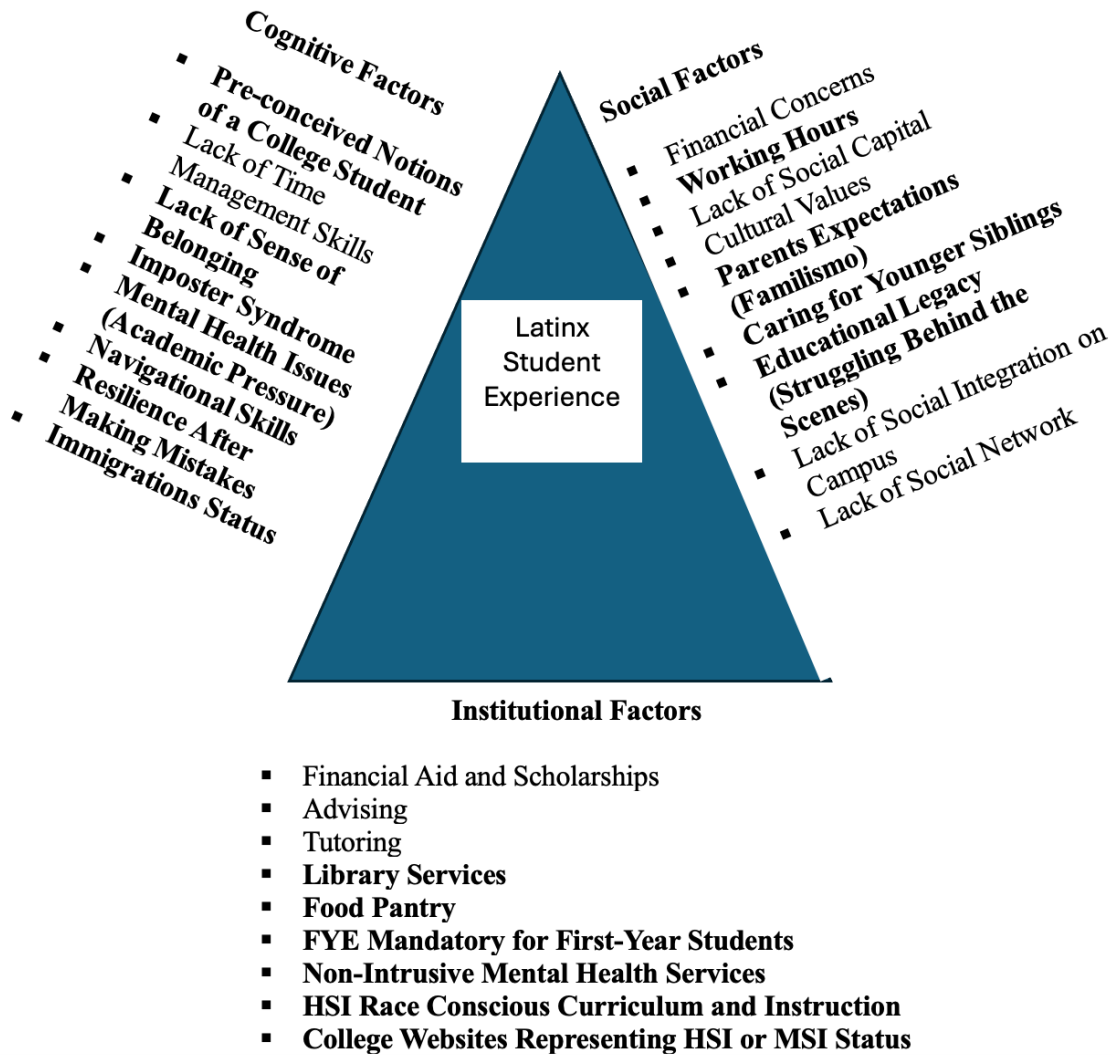 Cognitive Factors
▪ Pre-conceived Notions
of a College Student
▪ Lack of Time
Management Skills
▪ Lack of Sense of
Belonging
▪ Imposter Syndrome
▪ Mental Health Issues
(Academic Pressure)
▪ Navigational Skills
▪ Resilience After
Making Mistakes
▪ Immigrations Status
Social Factors
▪ Financial Concerns
▪ Working Hours
▪ Lack of Social Capital
▪ Cultural Values
▪ Parents Expectations
(Familismo)
▪ Caring for Younger Siblings
▪ Educational Legacy
(Struggling Behind the
Scenes)
▪ Lack of Social Integration on
Campus
▪ Lack of Social Network
Latinx
Student
Experience
Institutional Factors
▪ Financial Aid and Scholarships
▪ Advising
▪ Tutoring
▪ Library Services
▪ Food Pantry
▪ FYE Mandatory for First-Year Students
▪ Non-Intrusive Mental Health Services
▪ HSI Race Conscious Curriculum and Instruction
▪ College Websites Representing HSI or MSI Status